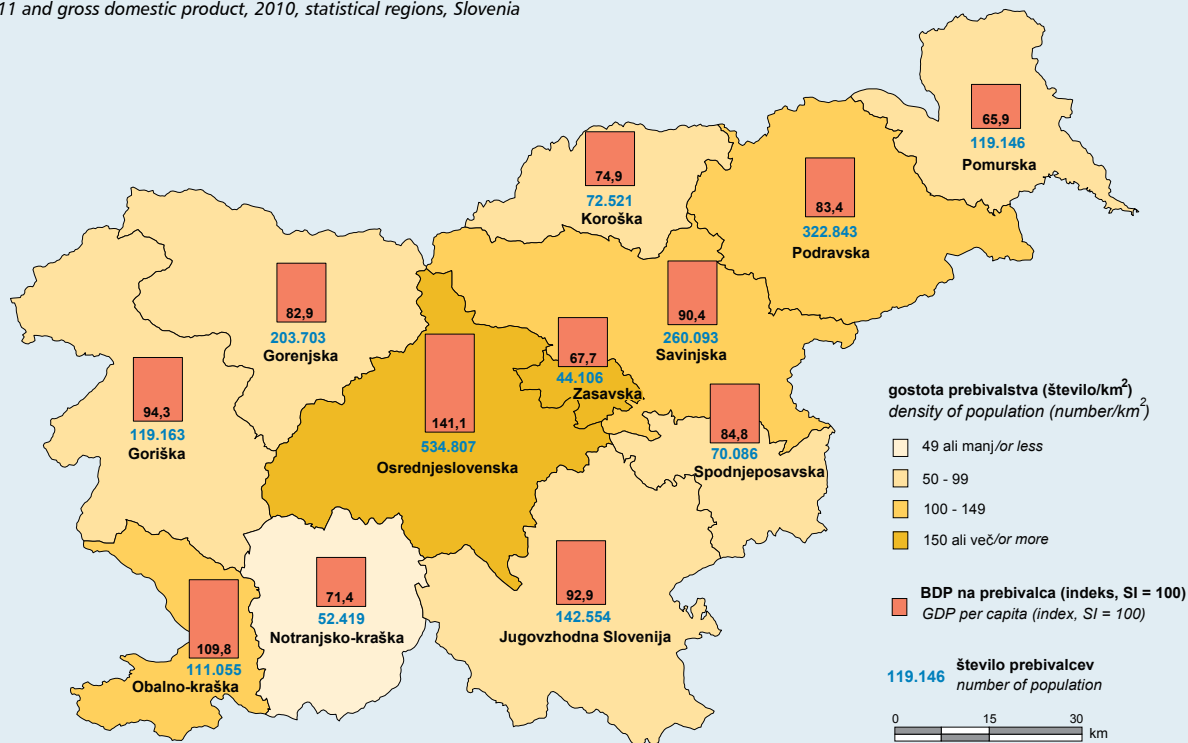 11 and gross domestic product, 2010, statistical regions, Slovenia
65,9
119.146
Pomurska
74,9
72.521
Koroška
83,4
322.843
Podravska
82,9
203.703
Gorenjska
90,4
260.093
Savinjska
67,7
44.106
Zasavska
94,3
119.163
Goriška
141,1
534.807
Osrednjeslovenska
84,8
70.086
Spodnjeposavska
71,4
52.419
Notranjsko-kraška
92,9
142.554
Jugovzhodna Slovenija
109,8
111.055
Obalno-kraška
gostota prebivalstva (število/km²)
density of population (number/km²)
49 ali manj/or less
50 - 99
100 - 149
150 ali več/or more
BDP na prebivalca (indeks, SI = 100)
GDP per capita (index, SI = 100)
119.146 število prebivalcev
number of population
0 15 30
km